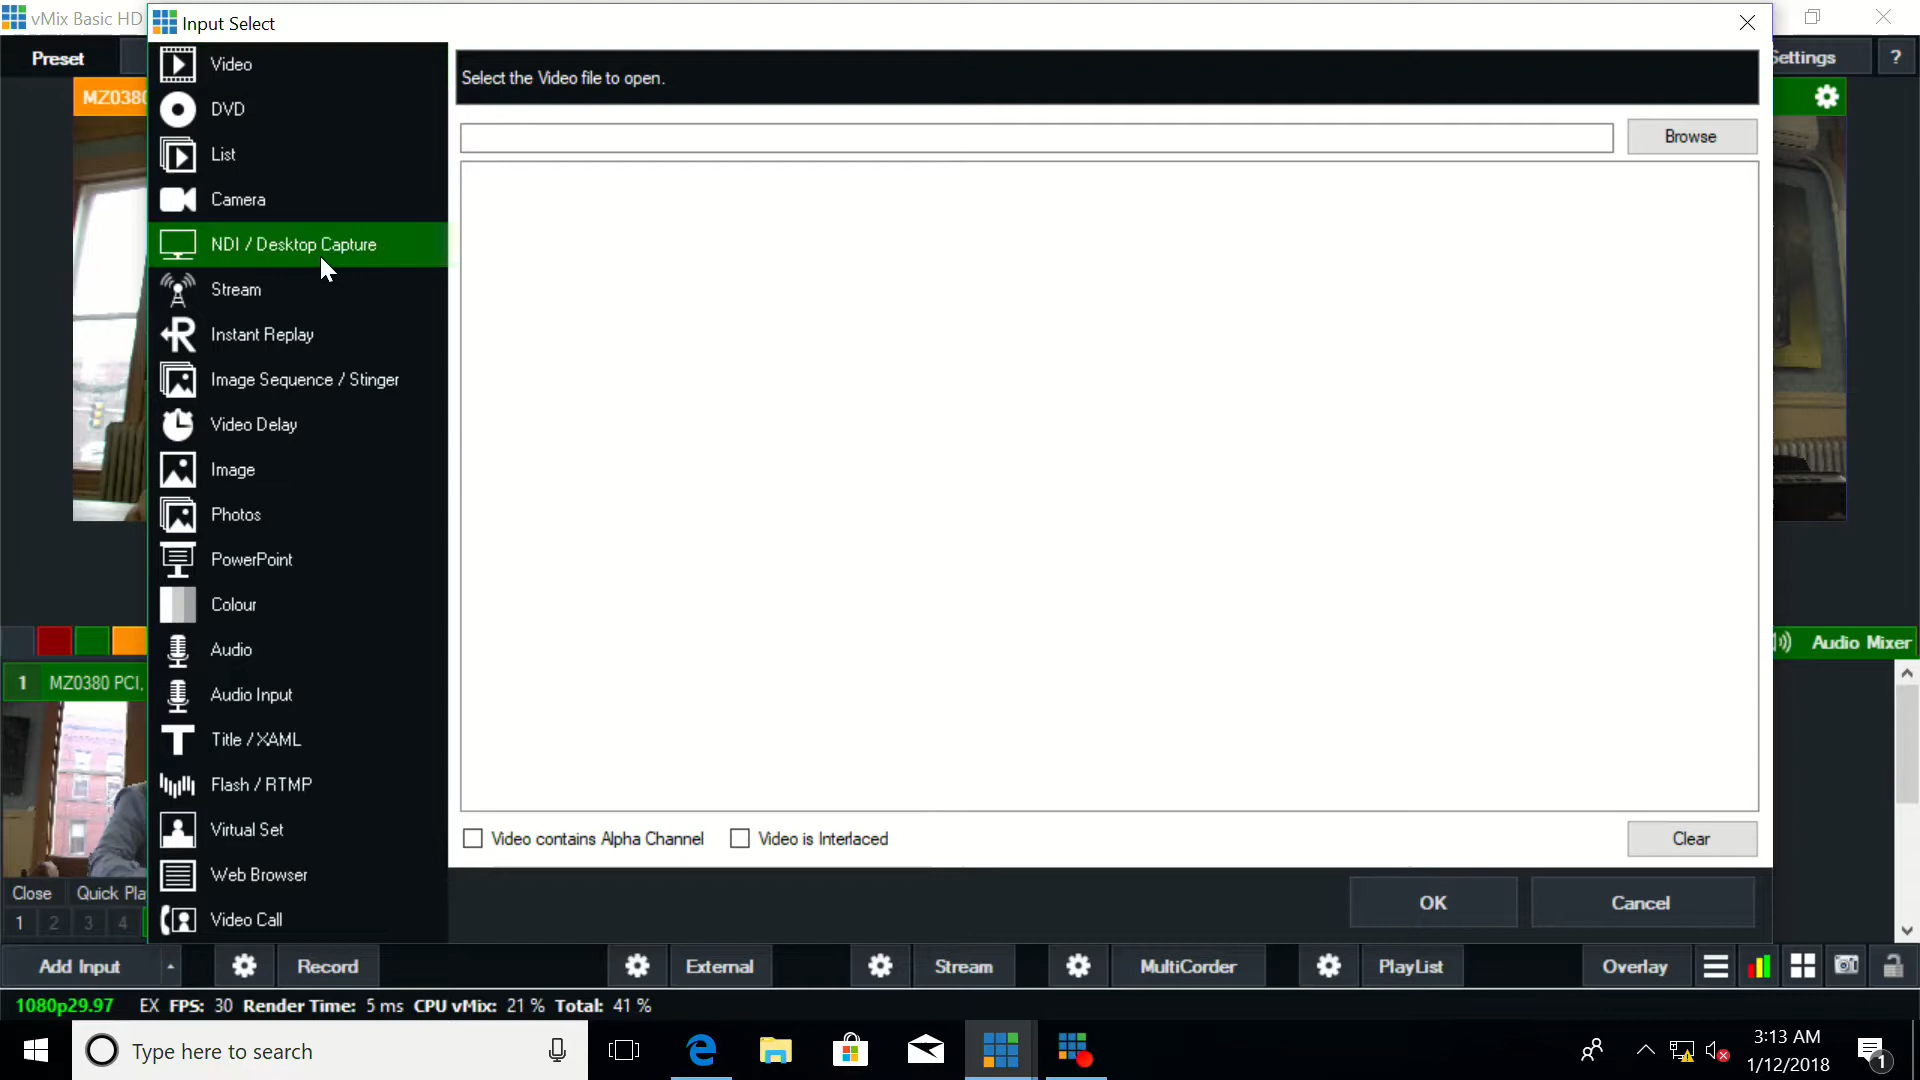 vMix Basic HD
Input Select
Preset
Settings
?
MZ0380
Video
DVD
List
Camera
NDI / Desktop Capture
Stream
Instant Replay
Image Sequence / Stinger
Video Delay
Image
Photos
PowerPoint
Colour
Audio
Audio Input
Title / XAML
Flash / RTMP
Virtual Set
Web Browser
Video Call
Select the Video file to open.
Browse
Video contains Alpha Channel
Video is Interlaced
Clear
OK
Cancel
Audio Mixer
1 MZ0380 PCI,
Close Quick Pla
1 2 3 4
Add Input
Record
External
Stream
MultiCorder
PlayList
Overlay
1080p29.97 EX FPS: 30 Render Time: 5 ms CPU vMix: 21 % Total: 41 %
Type here to search
3:13 AM
1/12/2018
1